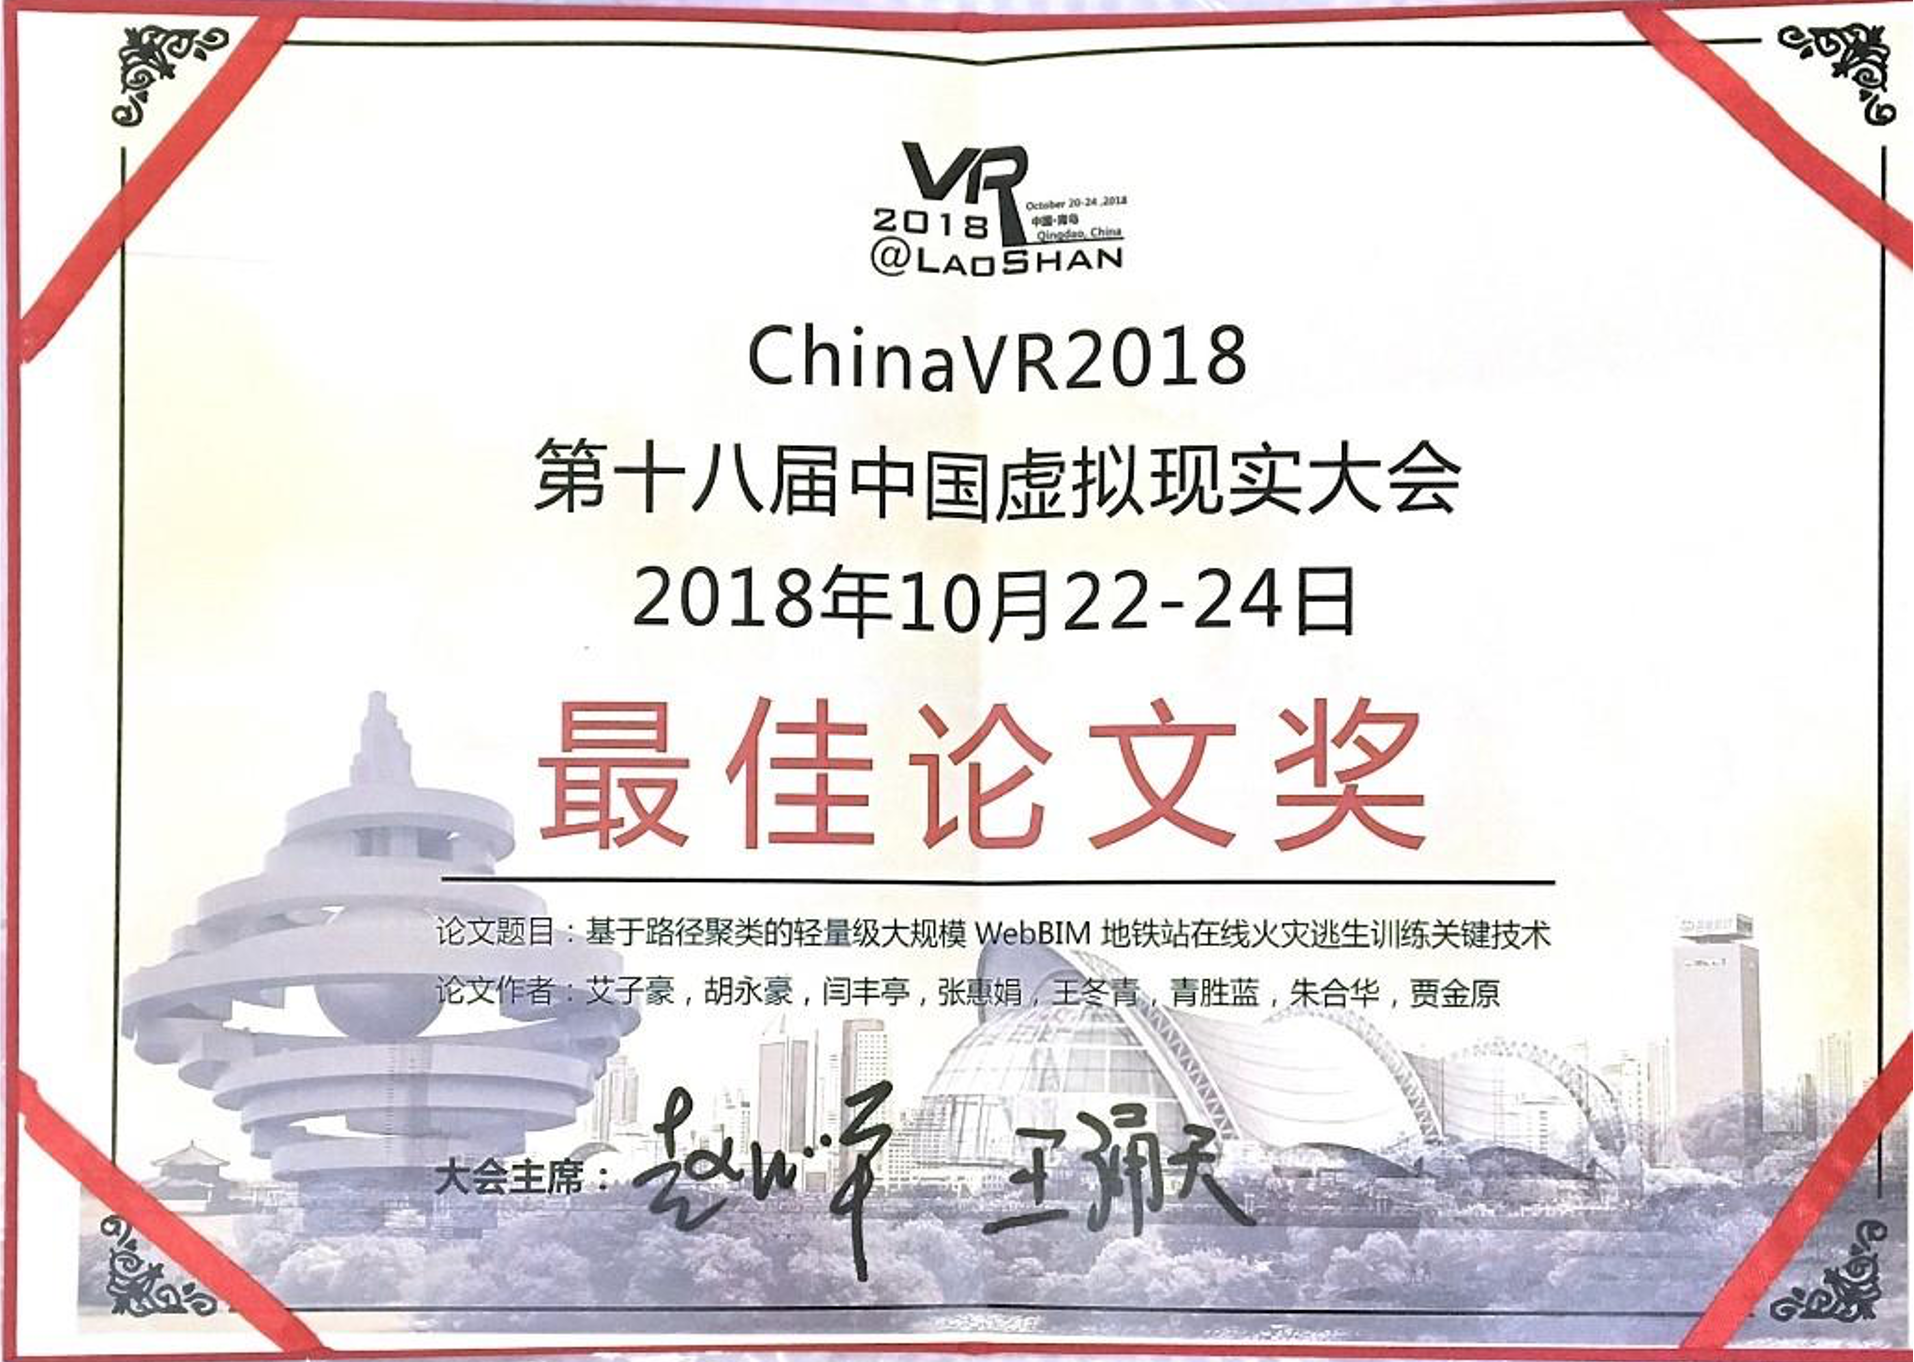 VR
October 20-24 ,2018
2018
中国·青岛
Qingdao, China
@LAOSHAN
ChinaVR2018
第十八届中国虚拟现实大会
2018年10月22-24日
最佳论文奖
论文题目：基于路径聚类的轻量级大规模 WebBIM 地铁站在线火灾逃生训练关键技术
论文作者：艾子豪，胡永豪，闫丰亭，张惠娟，王冬青，青胜蓝，朱合华，贾金原
大会主席： 王涌天